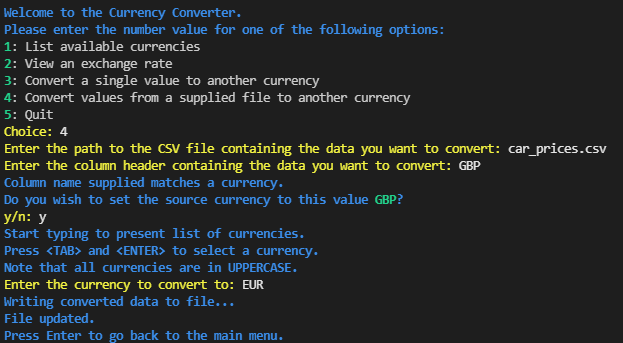 Welcome to the Currency Converter.
Please enter the number value for one of the following options:
1: List available currencies
2: View an exchange rate
3: Convert a single value to another currency
4: Convert values from a supplied file to another currency
5: Quit
Choice: 4
Enter the path to the CSV file containing the data you want to convert: car_prices.csv
Enter the column header containing the data you want to convert: GBP
Column name supplied matches a currency.
Do you wish to set the source currency to this value GBP?
y/n: y
Start typing to present list of currencies.
Press <TAB> and <ENTER> to select a currency.
Note that all currencies are in UPPERCASE.
Enter the currency to convert to: EUR
Writing converted data to file...
File updated.
Press Enter to go back to the main menu.